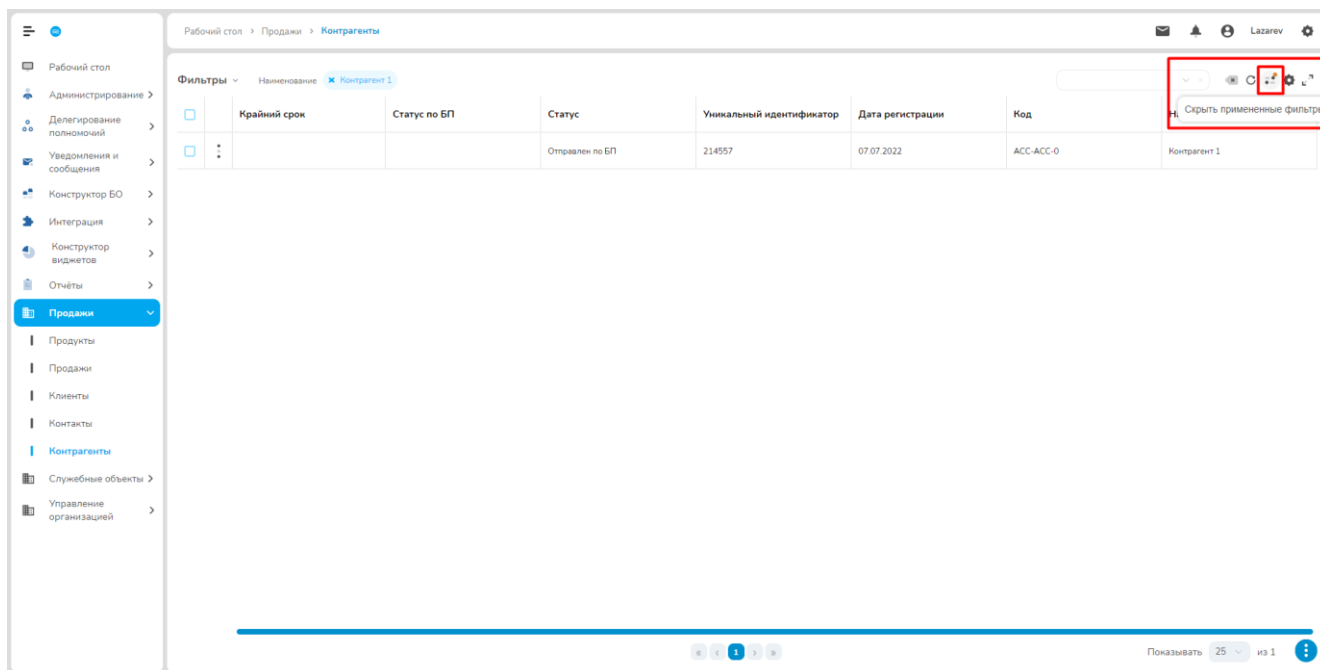 Рабочий стол > Продажи > Контрагенты
Lazarev
Рабочий стол
Администрирование
Делегирование
полномочий
Уведомления и
сообщения
Конструктор БО
Интеграция
Конструктор
виджетов
Отчёты
Продажи
Продукты
Продажи
Клиенты
Контакты
Контрагенты
Служебные объекты
Управление
организацией
Фильтры Наименование × Контрагент 1
Скрыть примененные фильтры
Крайний срок Статус по БП Статус Уникальный идентификатор Дата регистрации Код
Отправлен по БП 214557 07.07.2022 ACC-ACC-0 Контрагент 1
« ‹ 1 › »
Показывать 25 из 1